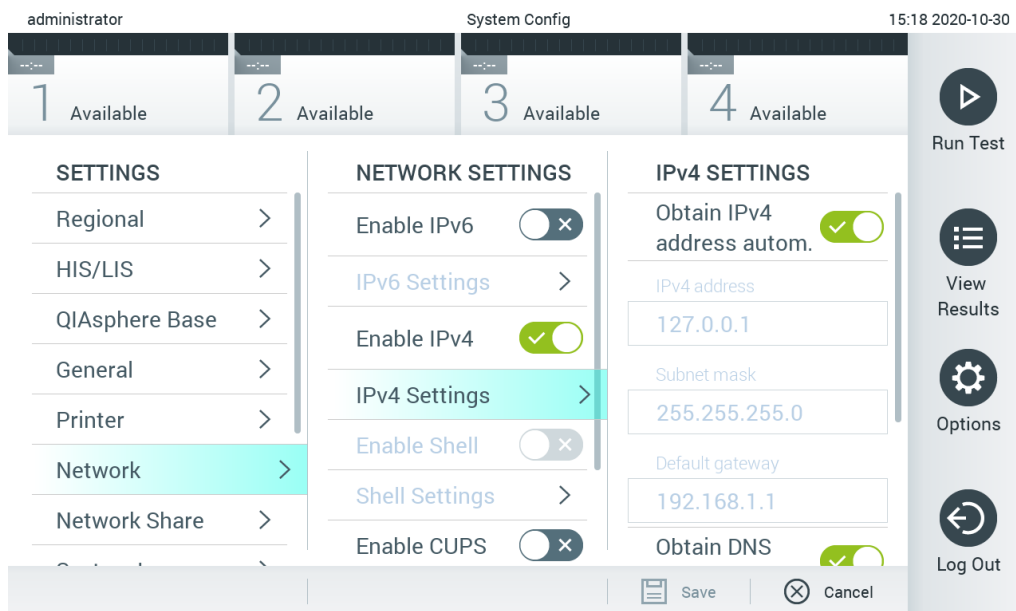 administrator
System Config
15:18 2020-10-30
--:--
--:--
--:--
--:--
1 Available
2 Available
3 Available
4 Available
Run Test
View
Results
Options
Log Out
SETTINGS
Regional
HIS/LIS
QIAsphere Base
General
Printer
Network
Network Share
NETWORK SETTINGS
Enable IPv6
IPv6 Settings
Enable IPv4
IPv4 Settings
Enable Shell
Shell Settings
Enable CUPS
IPv4 SETTINGS
Obtain IPv4
address autom.
IPv4 address
127.0.0.1
Subnet mask
255.255.255.0
Default gateway
192.168.1.1
Obtain DNS
Save
Cancel